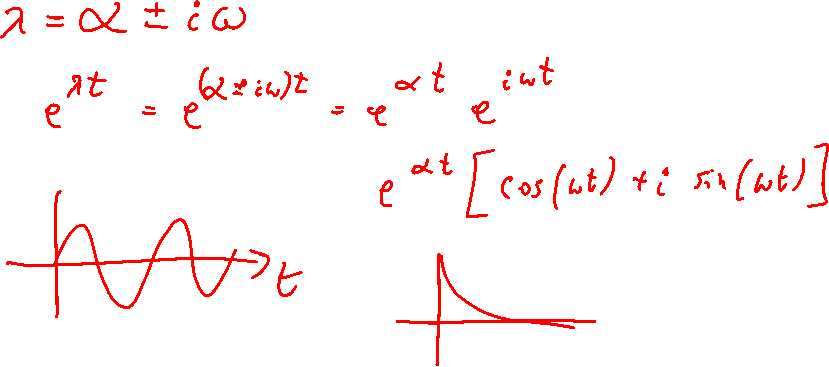 λ = α ± iω
e^{λt} = e^{(α ± iω)t} = e^{αt} e^{iωt}
e^{αt} [cos(ωt) + i sin(ωt)]
t